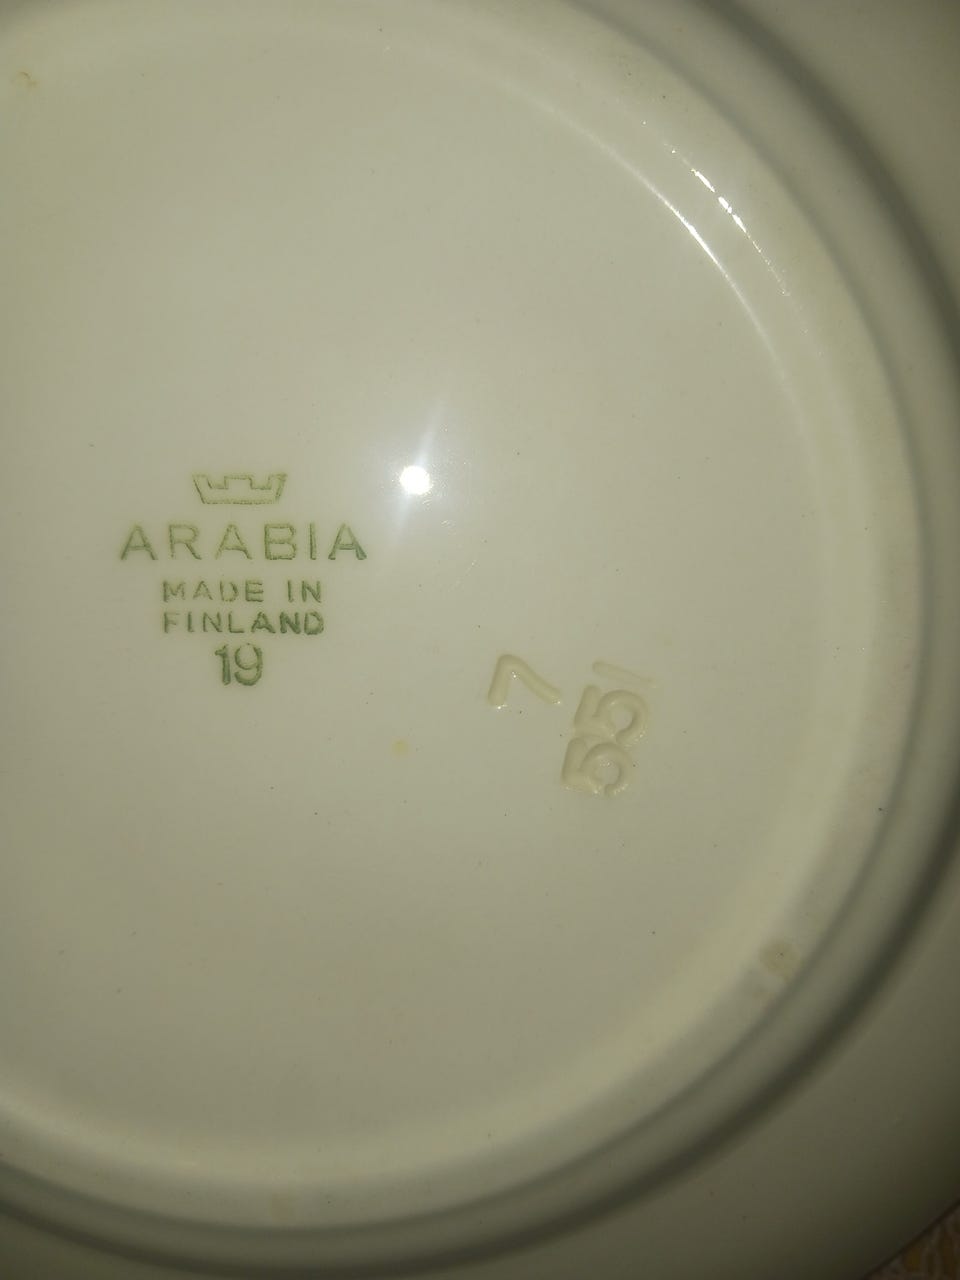 ARABIA
MADE IN
FINLAND
19
7
55